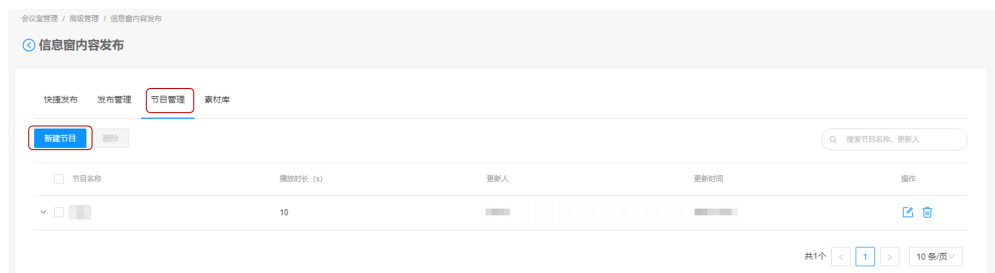 会议室管理 / 高级管理 / 信息窗内容发布
信息窗内容发布
快捷发布 发布管理 节目管理 素材库
新建节目 删除 搜索节目名称、更新人
节目名称 播放时长 (s) 更新人 更新时间 操作
10
共1个 < 1 > 10 条/页